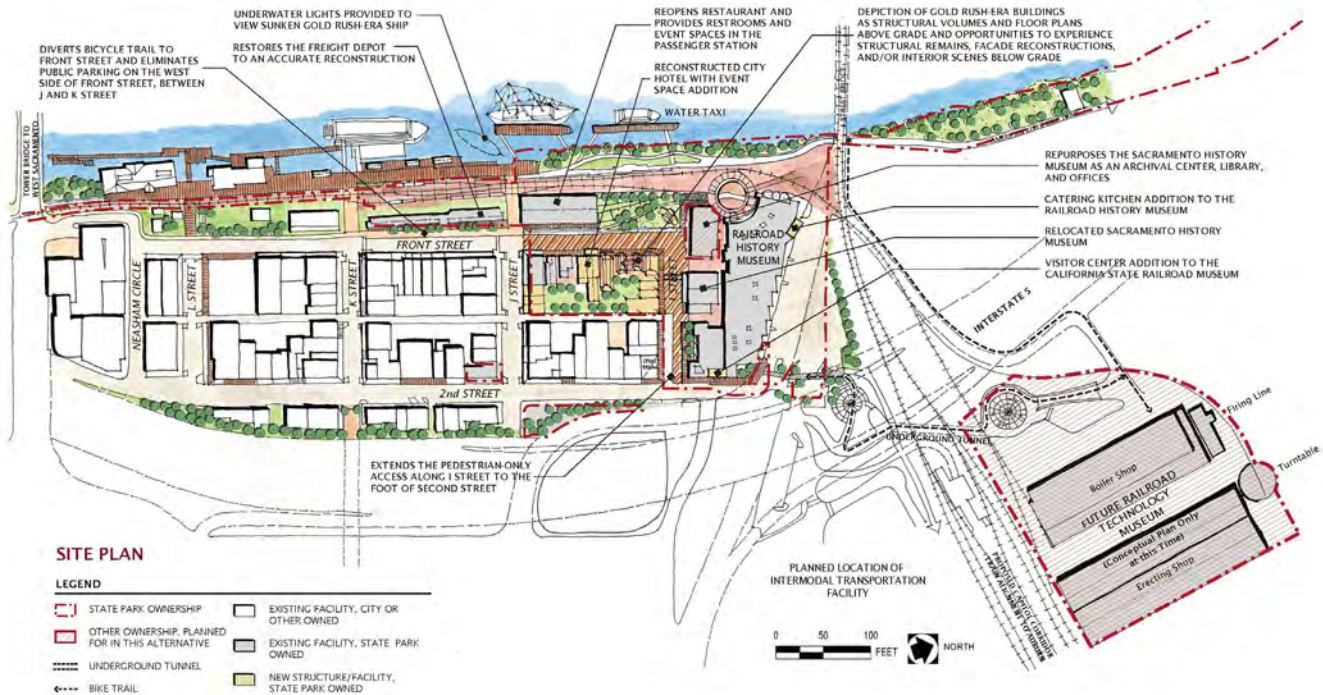 UNDERWATER LIGHTS PROVIDED TO
VIEW SUNKEN GOLD RUSH-ERA SHIP
RESTORES THE FREIGHT DEPOT
TO AN ACCURATE RECONSTRUCTION
DIVERTS BICYCLE TRAIL TO
FRONT STREET AND ELIMINATES
PUBLIC PARKING ON THE WEST
SIDE OF FRONT STREET, BETWEEN
J AND K STREET
REOPENS RESTAURANT AND
PROVIDES RESTROOMS AND
EVENT SPACES IN THE
PASSENGER STATION
RECONSTRUCTED CITY
HOTEL WITH EVENT
SPACE ADDITION
WATER TAXI
DEPICTION OF GOLD RUSH-ERA BUILDINGS
AS STRUCTURAL VOLUMES AND FLOOR PLANS
ABOVE GRADE AND OPPORTUNITIES TO EXPERIENCE
STRUCTURAL REMAINS, FACADE RECONSTRUCTIONS,
AND/OR INTERIOR SCENES BELOW GRADE
REPURPOSES THE SACRAMENTO HISTORY
MUSEUM AS AN ARCHIVAL CENTER, LIBRARY,
AND OFFICES
CATERING KITCHEN ADDITION TO THE
RAILROAD HISTORY MUSEUM
RELOCATED SACRAMENTO HISTORY
MUSEUM
VISITOR CENTER ADDITION TO THE
CALIFORNIA STATE RAILROAD MUSEUM
TOWER BRIDGE TO
WEST SACRAMENTO
FRONT STREET
RAILROAD
HISTORY
MUSEUM
NEASHAM CIRCLE
L STREET
K STREET
J STREET
2nd STREET
INTERSTATE 5
UNDERGROUND TUNNEL
EXTENDS THE PEDESTRIAN-ONLY
ACCESS ALONG I STREET TO THE
FOOT OF SECOND STREET
Firing Line
Turntable
Boiler Shop
FUTURE RAILROAD
TECHNOLOGY
MUSEUM
(Conceptual Plan Only
at this Time)
Erecting Shop
PLANNED LOCATION OF
INTERMODAL TRANSPORTATION
FACILITY
PROPOSED CAPITOL CORRIDOR
TRAIN ALIGNMENT TO AUBURN
0 50 100
FEET
NORTH
SITE PLAN
LEGEND
STATE PARK OWNERSHIP
OTHER OWNERSHIP, PLANNED
FOR IN THIS ALTERNATIVE
UNDERGROUND TUNNEL
BIKE TRAIL
EXISTING FACILITY, CITY OR
OTHER OWNED
EXISTING FACILITY, STATE PARK
OWNED
NEW STRUCTURE/FACILITY,
STATE PARK OWNED